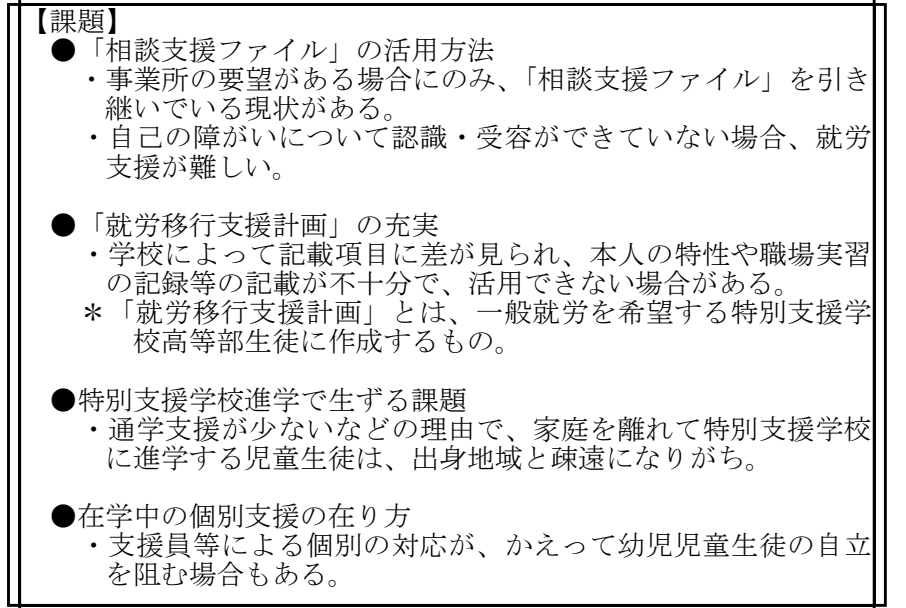 【課題】
●「相談支援ファイル」の活用方法
・事業所の要望がある場合にのみ、「相談支援ファイル」を引き
継いでいる現状がある。
・自己の障がいについて認識・受容ができていない場合、就労
支援が難しい。
●「就労移行支援計画」の充実
・学校によって記載項目に差が見られ、本人の特性や職場実習
の記録等の記載が不十分で、活用できない場合がある。
＊「就労移行支援計画」とは、一般就労を希望する特別支援学
校高等部生徒に作成するもの。
●特別支援学校進学で生ずる課題
・通学支援が少ないなどの理由で、家庭を離れて特別支援学校
に進学する児童生徒は、出身地域と疎遠になりがち。
●在学中の個別支援の在り方
・支援員等による個別の対応が、かえって幼児児童生徒の自立
を阻む場合もある。